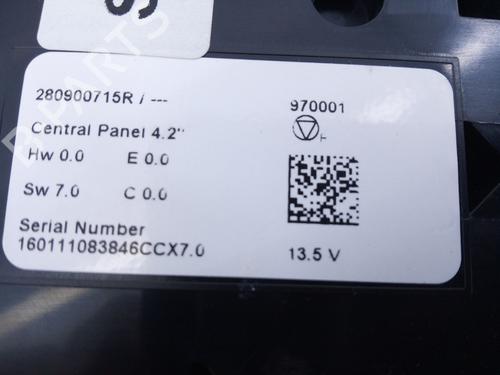 S
280900715R / ---
970001
Central Panel 4.2"
Hw 0.0 E 0.0
Sw 7.0 C 0.0
Serial Number
160111083846CCX7.0
13.5 V